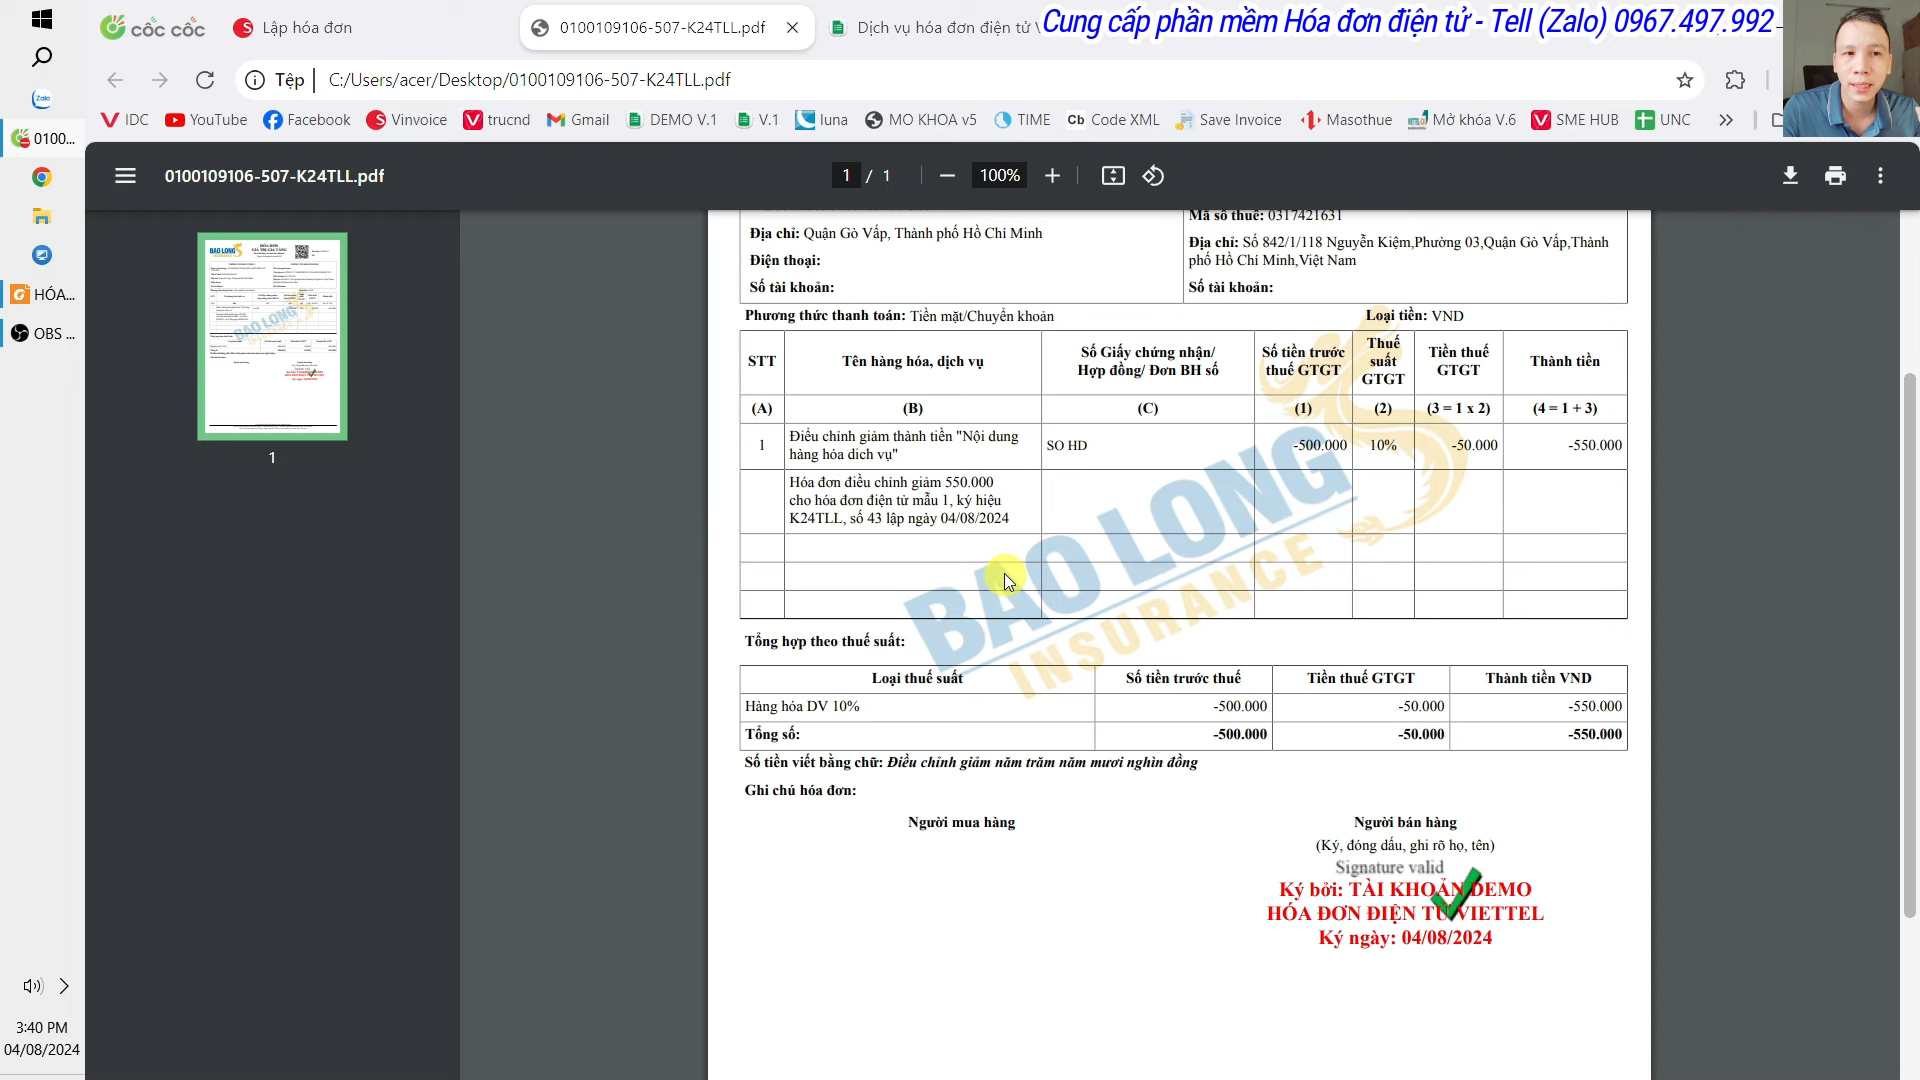 cốc cốc
Lập hóa đơn
0100109106-507-K24TLL.pdf
Dịch vụ hóa đơn điện tử \
Cung cấp phần mềm Hóa đơn điện tử - Tell (Zalo) 0967.497.992
Tệp
C:/Users/acer/Desktop/0100109106-507-K24TLL.pdf
Zalo
IDC
YouTube
Facebook
Vinvoice
trucnd
Gmail
DEMO V.1
V.1
luna
MO KHOA v5
TIME
Cb Code XML
Save Invoice
Masothue
Mở khóa V.6
SME HUB
UNC
0100...
HÓA...
OBS ...
0100109106-507-K24TLL.pdf
1 / 1
100%
1
Mã số thuế: 0317421631
Địa chỉ: Quận Gò Vấp, Thành phố Hồ Chí Minh
Địa chỉ: Số 842/1/118 Nguyễn Kiệm,Phường 03,Quận Gò Vấp,Thành
phố Hồ Chí Minh,Việt Nam
Điện thoại:
Số tài khoản:
Số tài khoản:
Phương thức thanh toán: Tiền mặt/Chuyển khoản
Loại tiền: VND
STT
Tên hàng hóa, dịch vụ
Số Giấy chứng nhận/
Hợp đồng/ Đơn BH số
Số tiền trước
thuế GTGT
Thuế
suất
GTGT
Tiền thuế
GTGT
Thành tiền
(A)
(B)
(C)
(1)
(2)
(3 = 1 x 2)
(4 = 1 + 3)
1
Điều chỉnh giảm thành tiền "Nội dung
hàng hóa dich vụ"
SO HD
-500.000
10%
-50.000
-550.000
Hóa đơn điều chỉnh giảm 550.000
cho hóa đơn điện tử mẫu 1, ký hiệu
K24TLL, số 43 lập ngày 04/08/2024
BAO LONG
INSURANCE
Tổng hợp theo thuế suất:
Loại thuế suất
Số tiền trước thuế
Tiền thuế GTGT
Thành tiền VND
Hàng hóa DV 10%
-500.000
-50.000
-550.000
Tổng số:
-500.000
-50.000
-550.000
Số tiền viết bằng chữ: Điều chỉnh giảm năm trăm năm mươi nghìn đồng
Ghi chú hóa đơn:
Người mua hàng
Người bán hàng
(Ký, đóng dấu, ghi rõ họ, tên)
Signature valid
Ký bởi: TÀI KHOẢN DEMO
HÓA ĐƠN ĐIỆN TỬ VIETTEL
Ký ngày: 04/08/2024
3:40 PM
04/08/2024